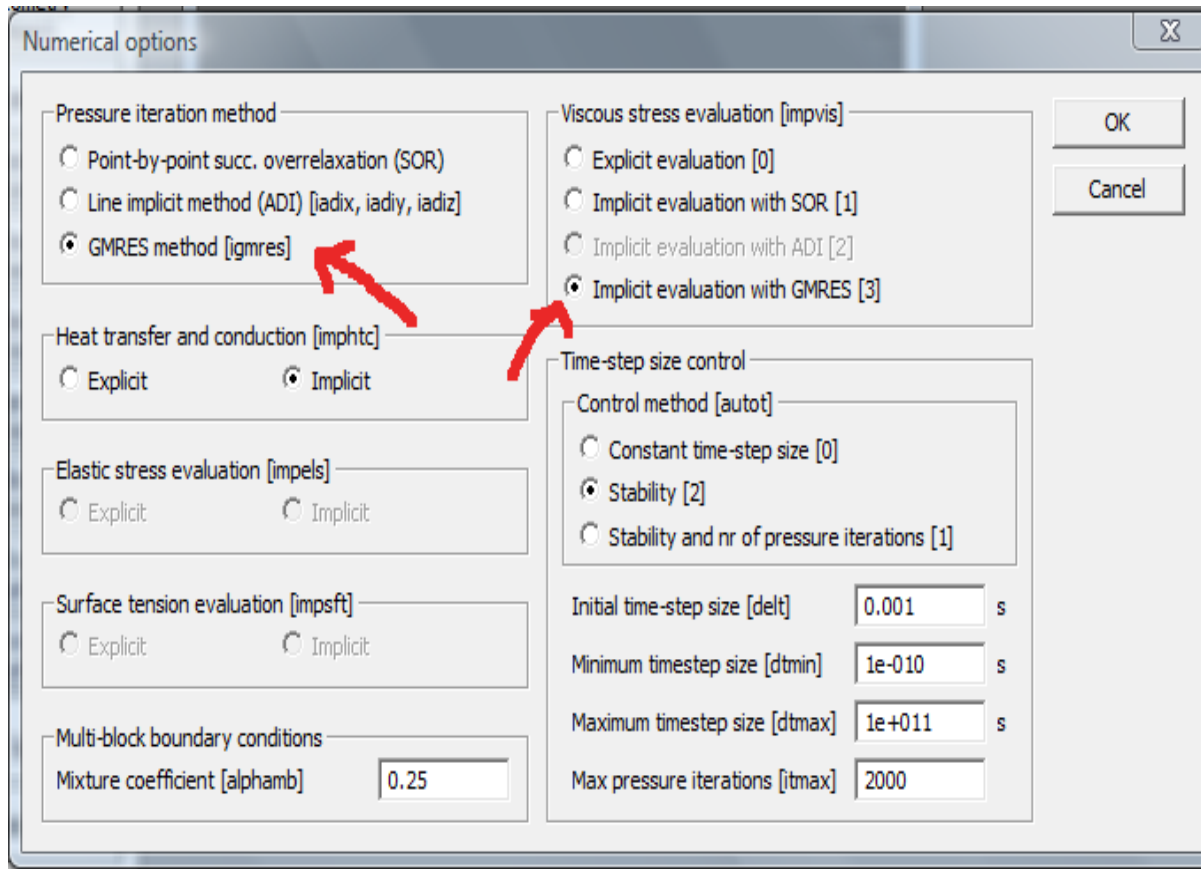 Numerical options
Pressure iteration method
Point-by-point succ. overrelaxation (SOR)
Line implicit method (ADI) [iadix, iadiy, iadiz]
GMRES method [igmres]
Heat transfer and conduction [imphtc]
Explicit Implicit
Elastic stress evaluation [impels]
Explicit Implicit
Surface tension evaluation [impsft]
Explicit Implicit
Multi-block boundary conditions
Mixture coefficient [alphamb] 0.25
Viscous stress evaluation [impvis]
Explicit evaluation [0]
Implicit evaluation with SOR [1]
Implicit evaluation with ADI [2]
Implicit evaluation with GMRES [3]
Time-step size control
Control method [autot]
Constant time-step size [0]
Stability [2]
Stability and nr of pressure iterations [1]
Initial time-step size [delt] 0.001 s
Minimum timestep size [dtmin] 1e-010 s
Maximum timestep size [dtmax] 1e+011 s
Max pressure iterations [itmax] 2000
OK
Cancel